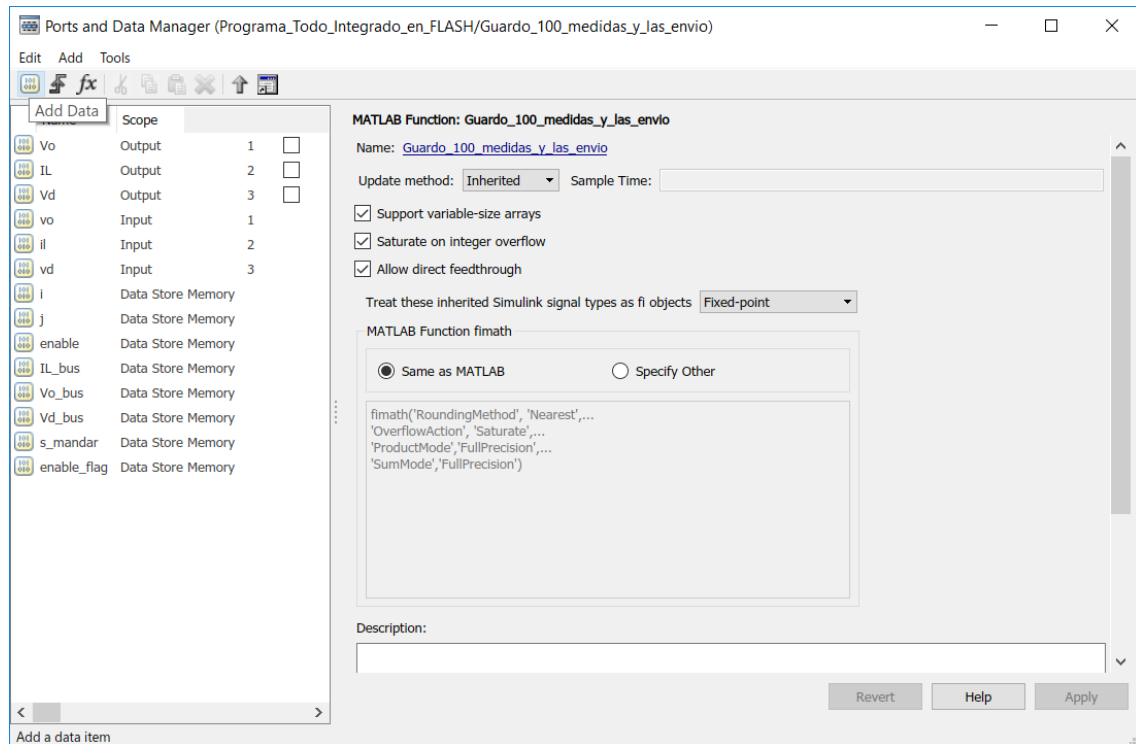 Ports and Data Manager (Programa_Todo_Integrado_en_FLASH/Guardo_100_medidas_y_las_envio)
Edit Add Tools
fx
Add Data
Scope
Vo Output 1
IL Output 2
Vd Output 3
vo Input 1
il Input 2
vd Input 3
i Data Store Memory
j Data Store Memory
enable Data Store Memory
IL_bus Data Store Memory
Vo_bus Data Store Memory
Vd_bus Data Store Memory
s_mandar Data Store Memory
enable_flag Data Store Memory
MATLAB Function: Guardo_100_medidas_y_las_envio
Name: Guardo_100_medidas_y_las_envio
Update method: Inherited Sample Time:
Support variable-size arrays
Saturate on integer overflow
Allow direct feedthrough
Treat these inherited Simulink signal types as fi objects Fixed-point
MATLAB Function fimath
Same as MATLAB Specify Other
fimath('RoundingMethod', 'Nearest',...
'OverflowAction', 'Saturate',...
'ProductMode','FullPrecision',...
'SumMode','FullPrecision')
Description:
Revert Help Apply
Add a data item